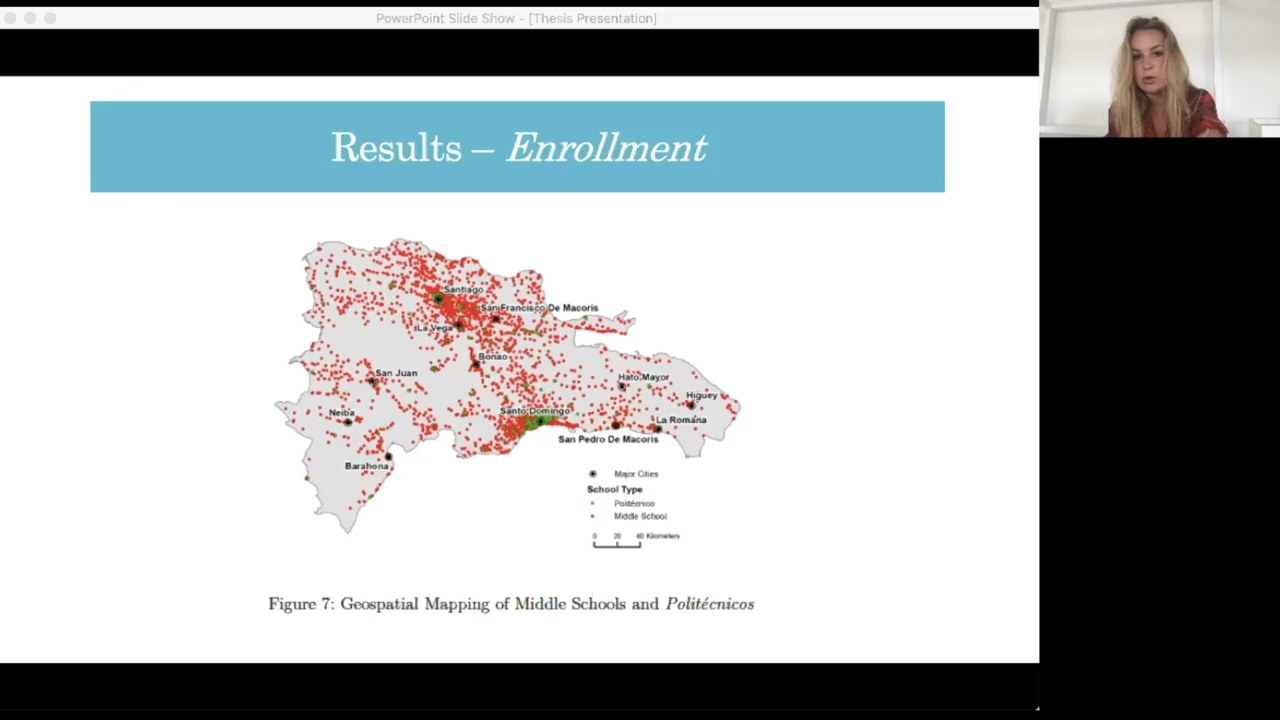 PowerPoint Slide Show - [Thesis Presentation]
Results – Enrollment
Santiago
San Francisco De Macoris
La Vega
Bonao
San Juan
Hato Mayor
Higuey
Neiba
Santo Domingo
La Romana
San Pedro De Macoris
Barahona
Major Cities
School Type
Politécnico
Middle School
0 20 40 Kilometers
Figure 7: Geospatial Mapping of Middle Schools and Politécnicos